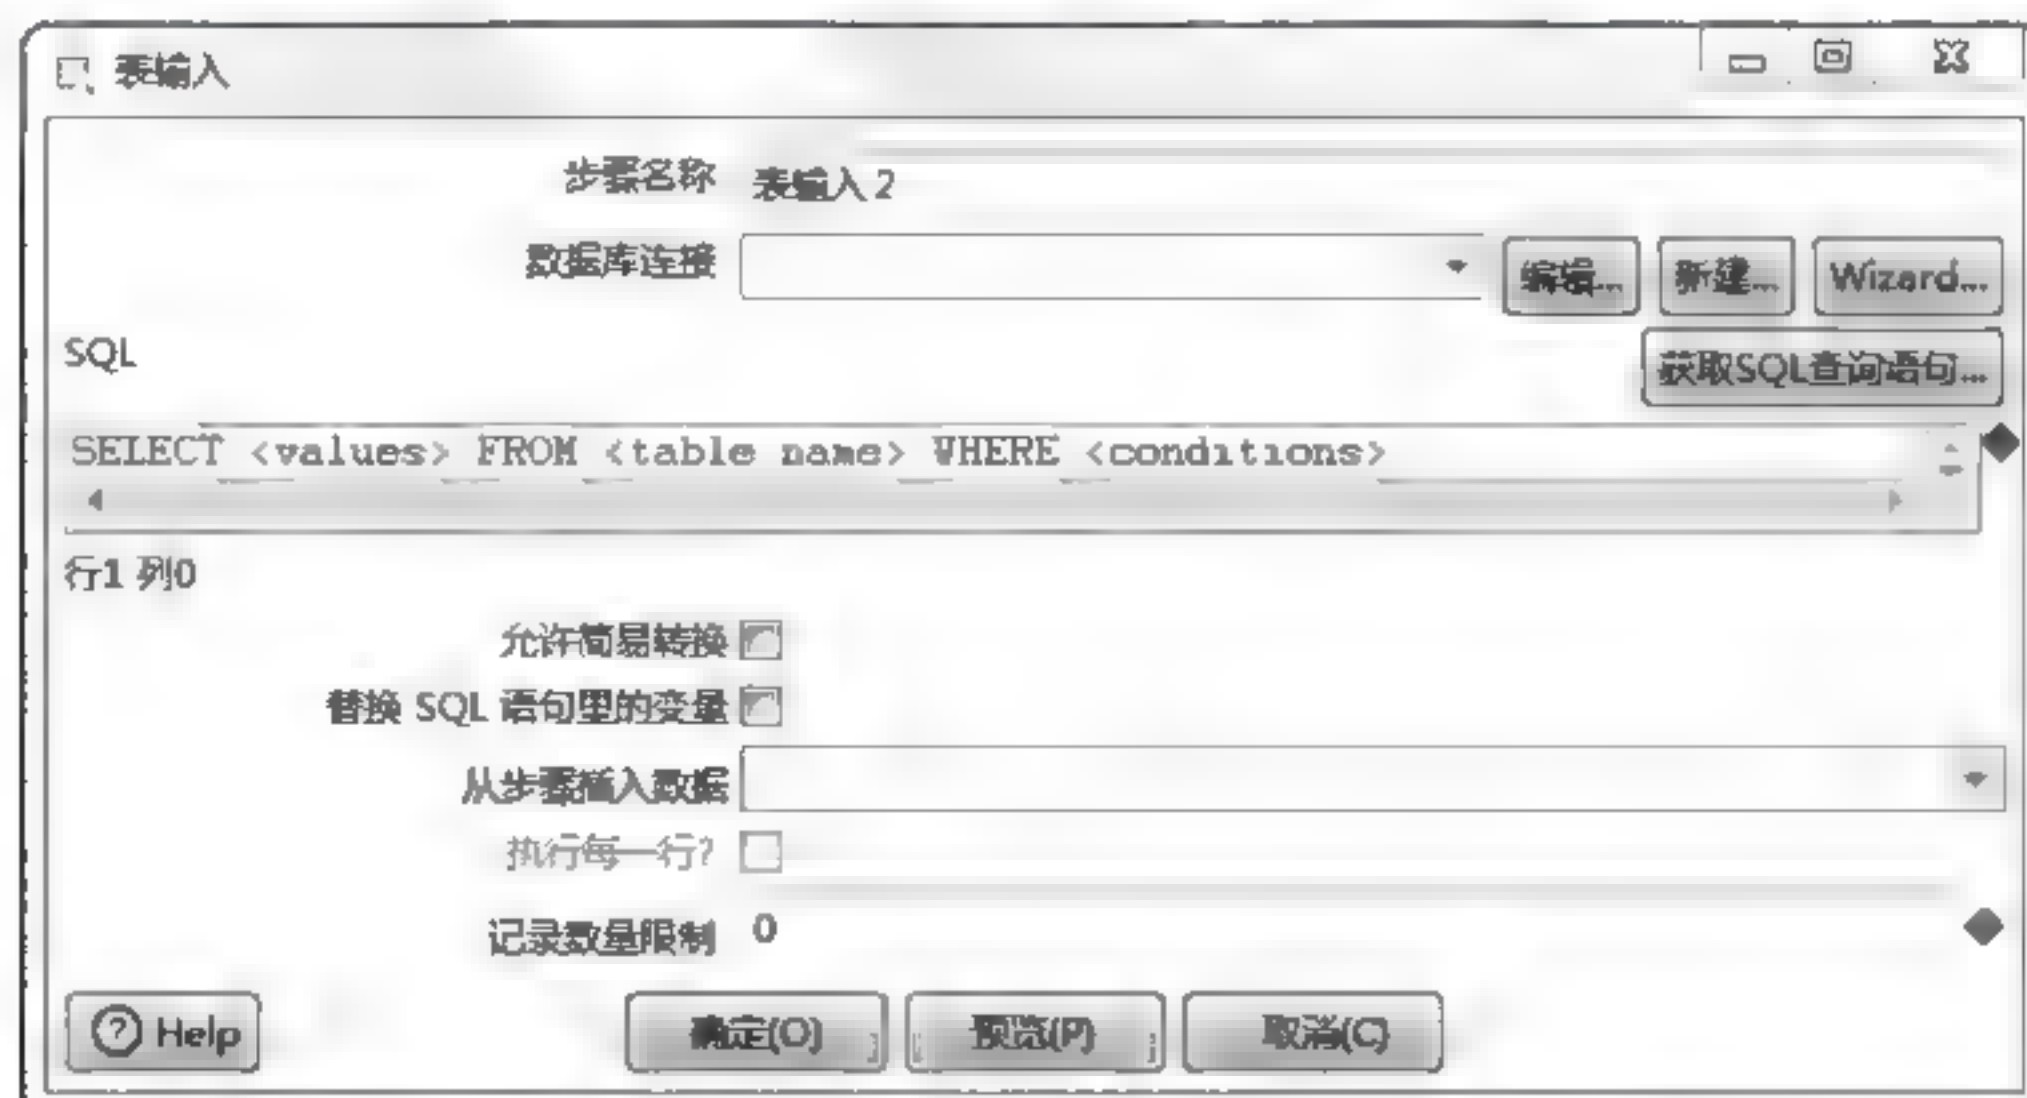 表输入
步骤名称 表输入 2
数据库连接 编辑... 新建... Wizard...
SQL 获取SQL查询语句...
SELECT <values> FROM <table name> WHERE <conditions>
行1 列0
允许简易转换
替换 SQL 语句里的变量
从步骤插入数据
执行每一行?
记录数量限制 0
Help 确定(O) 预览(P) 取消(C)